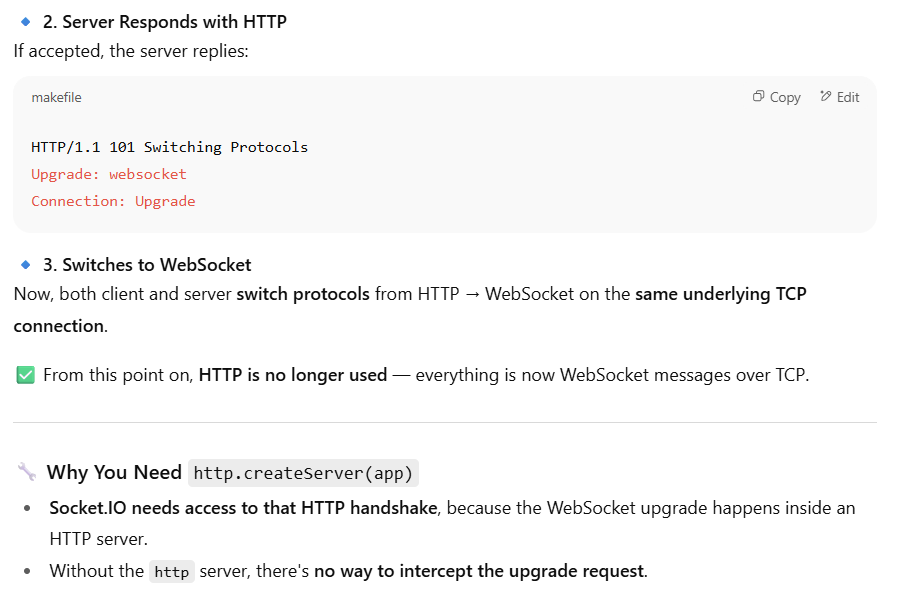 2. Server Responds with HTTP
If accepted, the server replies:
makefile
Copy
Edit
HTTP/1.1 101 Switching Protocols
Upgrade: websocket
Connection: Upgrade
3. Switches to WebSocket
Now, both client and server switch protocols from HTTP → WebSocket on the same underlying TCP
connection.
From this point on, HTTP is no longer used — everything is now WebSocket messages over TCP.
Why You Need http.createServer(app)
• Socket.IO needs access to that HTTP handshake, because the WebSocket upgrade happens inside an
HTTP server.
• Without the http server, there's no way to intercept the upgrade request.